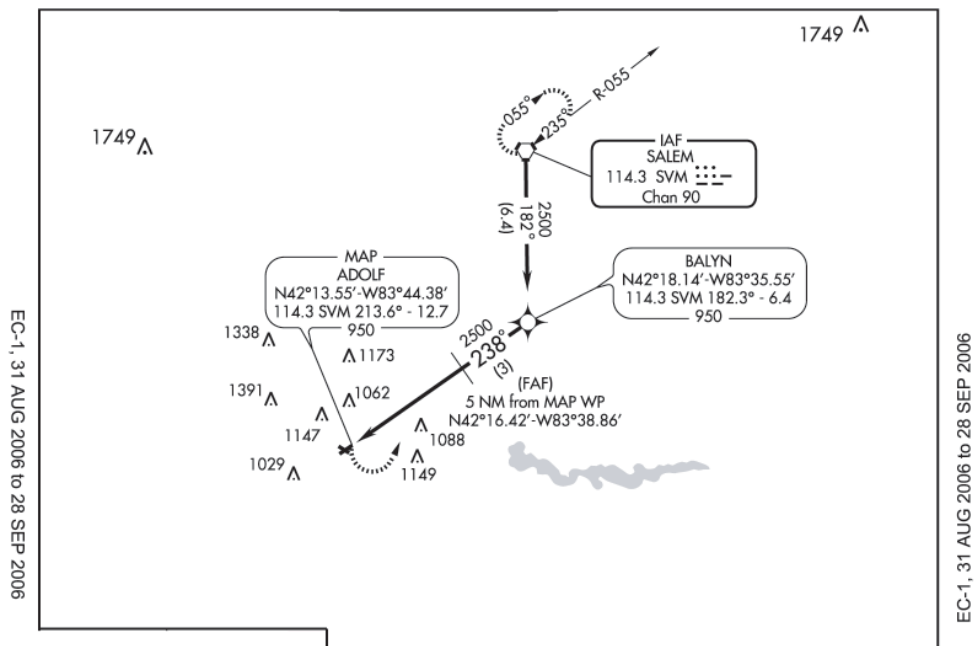 1749
1749
055°
235°
R-055
IAF
SALEM
114.3 SVM
Chan 90
2500
182°
(6.4)
MAP
ADOLF
N42°13.55′-W83°44.38′
114.3 SVM 213.6° - 12.7
950
BALYN
N42°18.14′-W83°35.55′
114.3 SVM 182.3° - 6.4
950
2500
238°
(3)
(FAF)
5 NM from MAP WP
N42°16.42′-W83°38.86′
1338
1173
1391
1062
1147
1088
1029
1149
EC-1, 31 AUG 2006 to 28 SEP 2006
EC-1, 31 AUG 2006 to 28 SEP 2006